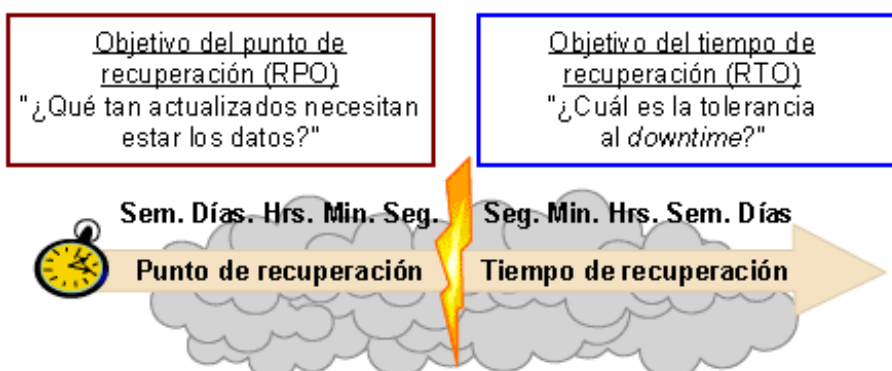 Objetivo del punto de
recuperación (RPO)
"¿Qué tan actualizados necesitan
estar los datos?"
Objetivo del tiempo de
recuperación (RTO)
"¿Cuál es la tolerancia
al downtime?"
Sem. Días. Hrs. Min. Seg.
Seg. Min. Hrs. Sem. Días
Punto de recuperación
Tiempo de recuperación